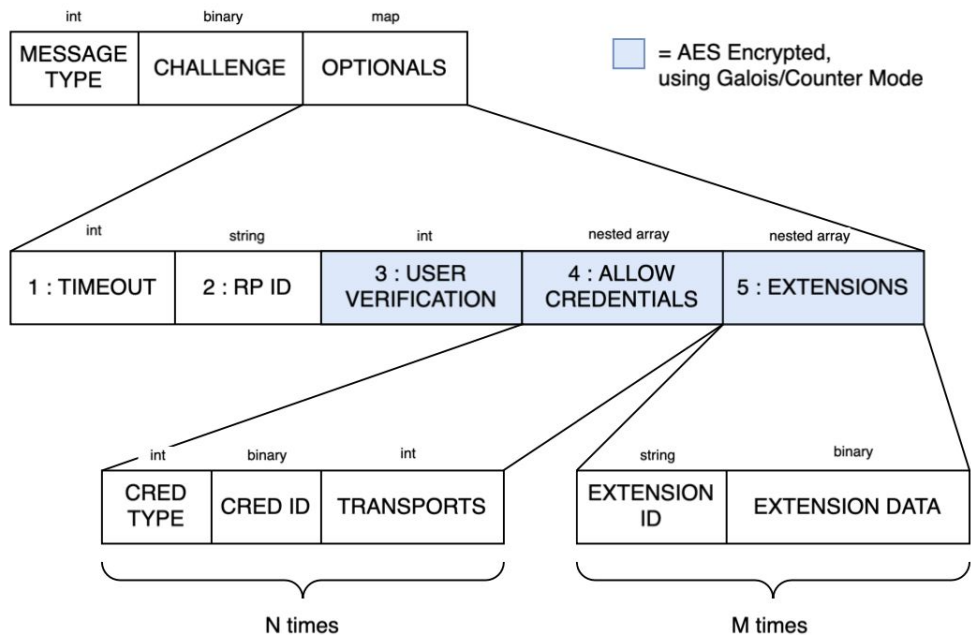 int
binary
map
MESSAGE
TYPE
CHALLENGE
OPTIONALS
= AES Encrypted,
using Galois/Counter Mode
int
string
int
nested array
nested array
1 : TIMEOUT
2 : RP ID
3 : USER
VERIFICATION
4 : ALLOW
CREDENTIALS
5 : EXTENSIONS
int
binary
int
string
binary
CRED
TYPE
CRED ID
TRANSPORTS
EXTENSION
ID
EXTENSION DATA
N times
M times